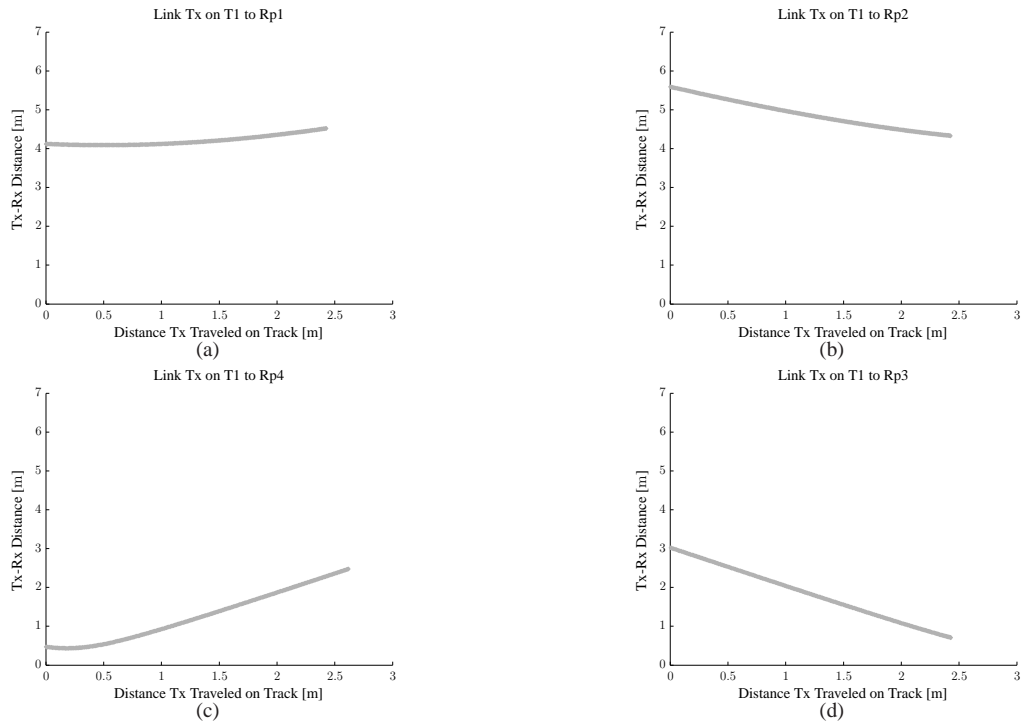 Link Tx on T1 to Rp1
7
6
5
4
3
2
1
0
Tx-Rx Distance [m]
0 0.5 1 1.5 2 2.5 3
Distance Tx Traveled on Track [m]
(a)
Link Tx on T1 to Rp2
7
6
5
4
3
2
1
0
Tx-Rx Distance [m]
0 0.5 1 1.5 2 2.5 3
Distance Tx Traveled on Track [m]
(b)
Link Tx on T1 to Rp4
7
6
5
4
3
2
1
0
Tx-Rx Distance [m]
0 0.5 1 1.5 2 2.5 3
Distance Tx Traveled on Track [m]
(c)
Link Tx on T1 to Rp3
7
6
5
4
3
2
1
0
Tx-Rx Distance [m]
0 0.5 1 1.5 2 2.5 3
Distance Tx Traveled on Track [m]
(d)